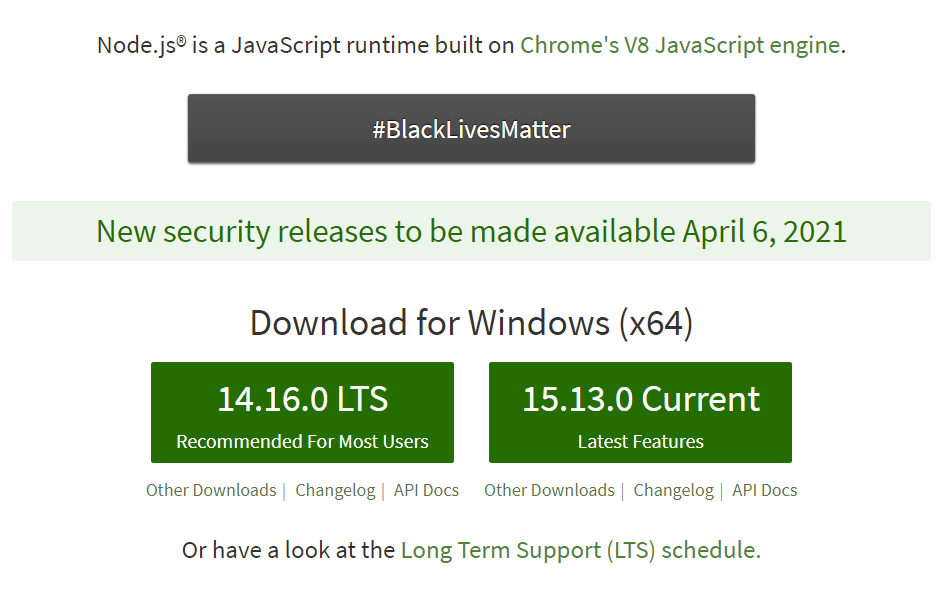 Node.js® is a JavaScript runtime built on Chrome's V8 JavaScript engine.
#BlackLivesMatter
New security releases to be made available April 6, 2021
Download for Windows (x64)
14.16.0 LTS
Recommended For Most Users
15.13.0 Current
Latest Features
Other Downloads | Changelog | API Docs
Other Downloads | Changelog | API Docs
Or have a look at the Long Term Support (LTS) schedule.